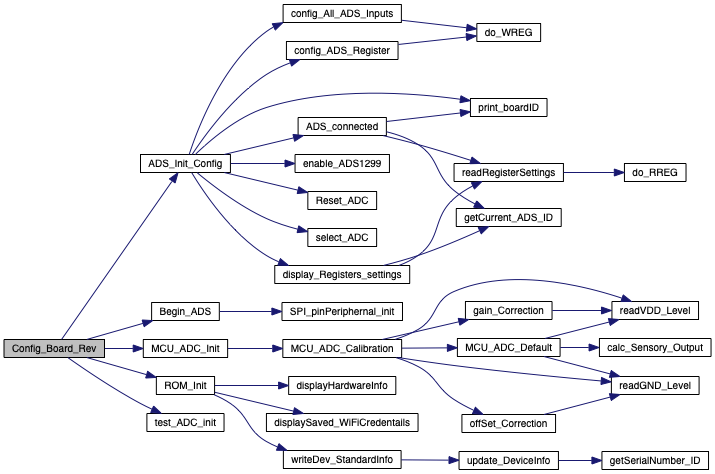 config_All_ADS_Inputs
do_WREG
config_ADS_Register
print_boardID
ADS_connected
ADS_Init_Config
enable_ADS1299
readRegisterSettings
do_RREG
Reset_ADC
getCurrent_ADS_ID
select_ADC
display_Registers_settings
Begin_ADS
SPI_pinPeriphernal_init
gain_Correction
readVDD_Level
Config_Board_Rev
MCU_ADC_Init
MCU_ADC_Calibration
MCU_ADC_Default
calc_Sensory_Output
ROM_Init
displayHardwareInfo
readGND_Level
test_ADC_init
displaySaved_WiFiCredentails
offSet_Correction
writeDev_StandardInfo
update_DeviceInfo
getSerialNumber_ID